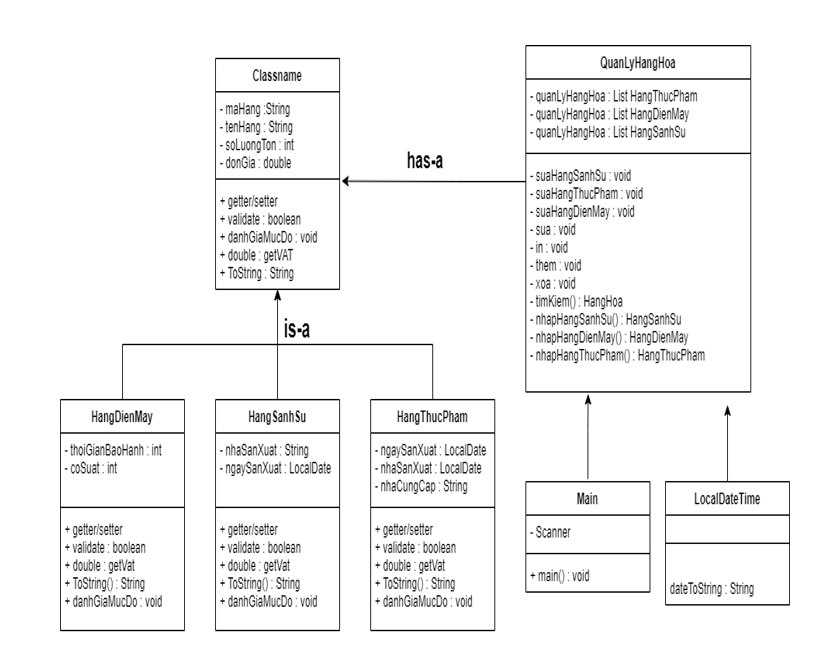 Classname
- maHang :String
- tenHang : String
- soLuongTon : int
- donGia : double
+ getter/setter
+ validate : boolean
+ danhGiaMucDo : void
+ double : getVAT
+ ToString : String
has-a
QuanLyHangHoa
- quanLyHangHoa : List HangThucPham
- quanLyHangHoa : List HangDienMay
- quanLyHangHoa : List HangSanhSu
- suaHangSanhSu : void
- suaHangThucPham : void
- suaHangDienMay : void
- sua : void
- in : void
- them : void
- xoa : void
- timKiem() : HangHoa
- nhapHangSanhSu() : HangSanhSu
- nhapHangDienMay() : HangDienMay
- nhapHangThucPham() : HangThucPham
is-a
HangDienMay
- thoiGianBaoHanh : int
- coSuat : int
+ getter/setter
+ validate : boolean
+ double : getVat
+ ToString() : String
+ danhGiaMucDo : void
HangSanhSu
- nhaSanXuat : String
- ngaySanXuat : LocalDate
+ getter/setter
+ validate : boolean
+ double : getVat
+ ToString() : String
+ danhGiaMucDo : void
HangThucPham
- ngaySanXuat : LocalDate
- nhaSanXuat : LocalDate
- nhaCungCap : String
+ getter/setter
+ validate : boolean
+ double : getVat
+ ToString() : String
+ danhGiaMucDo : void
Main
- Scanner
+ main() : void
LocalDateTime
dateToString : String